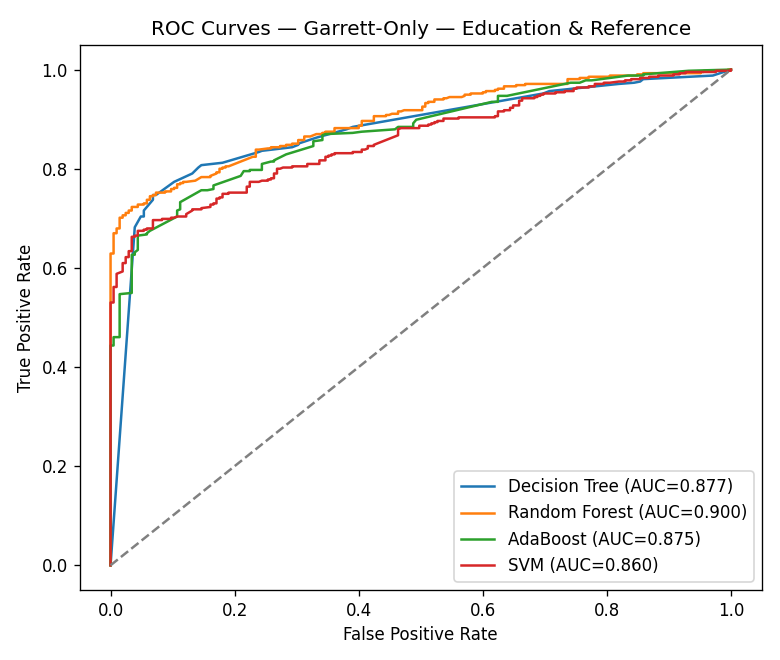 ROC Curves — Garrett-Only — Education & Reference
True Positive Rate
1.0
0.8
0.6
0.4
0.2
0.0
0.0 0.2 0.4 0.6 0.8 1.0
False Positive Rate
Decision Tree (AUC=0.877)
Random Forest (AUC=0.900)
AdaBoost (AUC=0.875)
SVM (AUC=0.860)